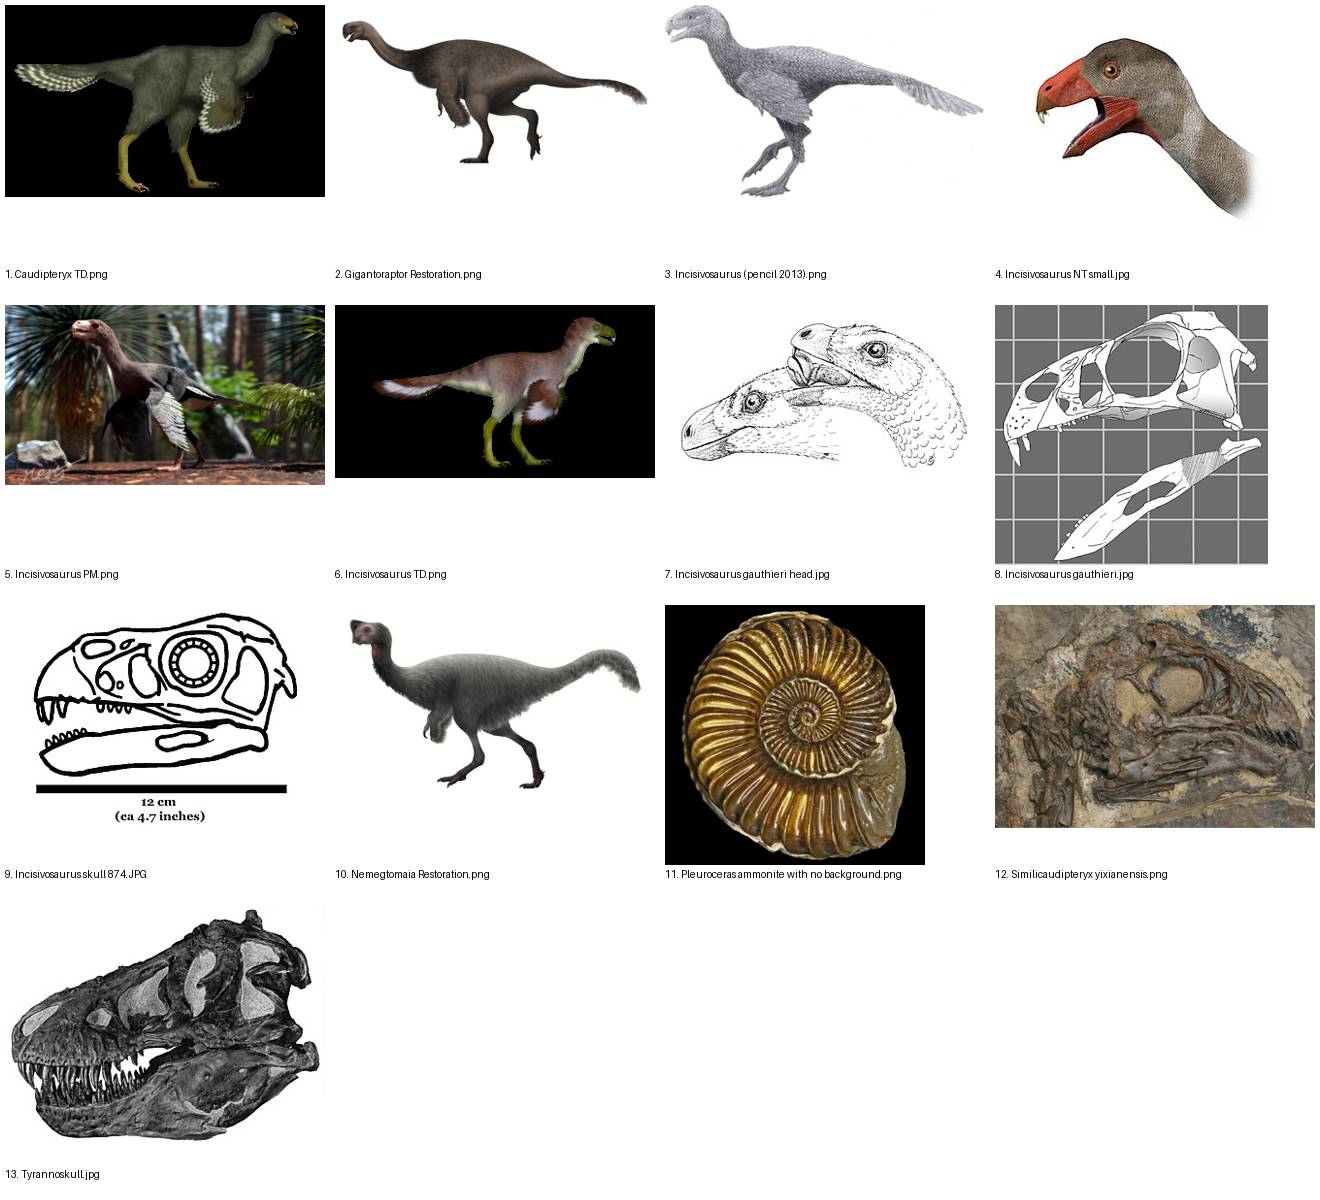 1. Caudipteryx TD.png
2. Gigantoraptor Restoration.png
3. Incisivosaurus (pencil 2013).png
4. Incisivosaurus NT small.jpg
5. Incisivosaurus PM.png
6. Incisivosaurus TD.png
7. Incisivosaurus gauthieri head.jpg
8. Incisivosaurus gauthieri.jpg
12 cm
(ca 4.7 inches)
9. Incisivosaurus skull 874.JPG
10. Nemegtomaia Restoration.png
11. Pleuroceras ammonite with no background.png
12. Similicaudipteryx yixianensis.png
13. Tyrannoskull.jpg